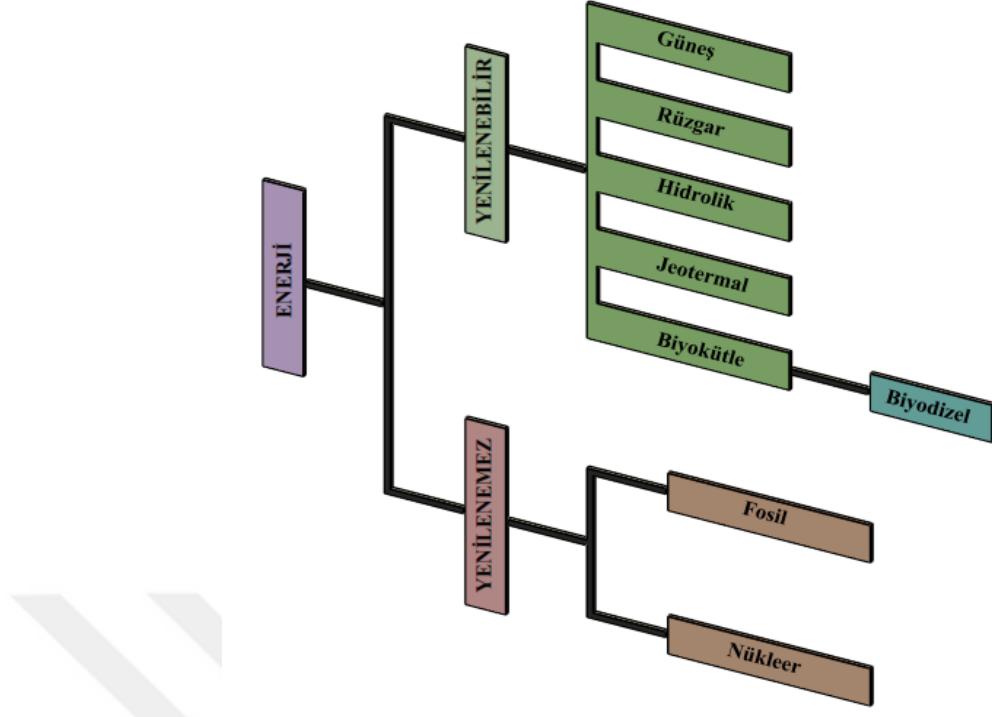 ENERJİ
YENİLENEBİLİR
Güneş
Rüzgar
Hidrolik
Jeotermal
Biyokütle
Biyodizel
YENİLENEMEZ
Fosil
Nükleer